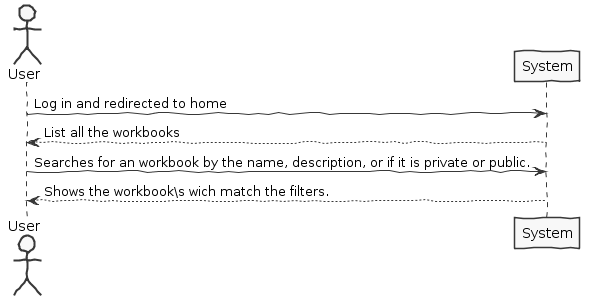 User
System
Log in and redirected to home
List all the workbooks
Searches for an workbook by the name, description, or if it is private or public.
Shows the workbook\s wich match the filters.
User
System